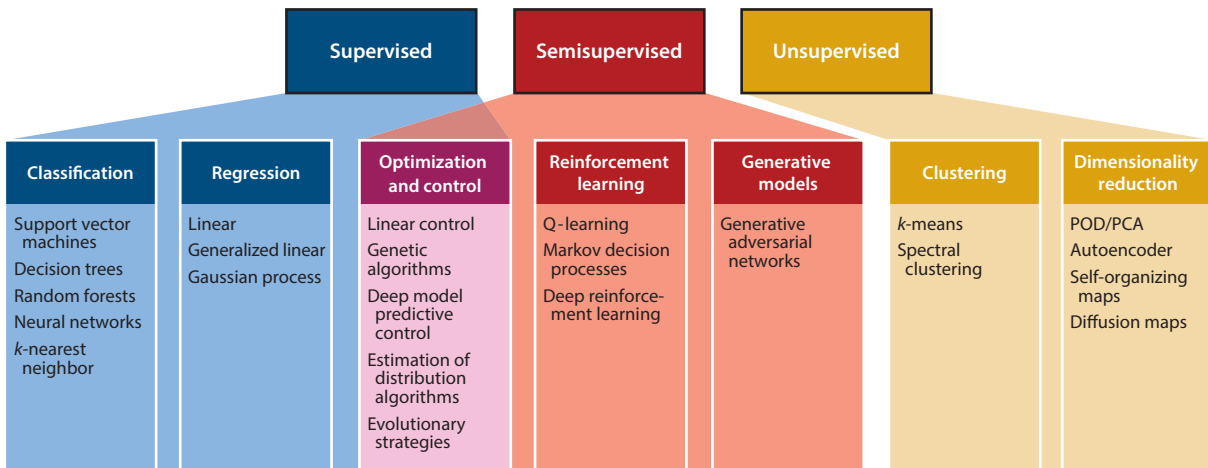 Supervised
Semisupervised
Unsupervised
Classification
Support vector
machines
Decision trees
Random forests
Neural networks
k-nearest
neighbor
Regression
Linear
Generalized linear
Gaussian process
Optimization
and control
Linear control
Genetic
algorithms
Deep model
predictive
control
Estimation of
distribution
algorithms
Evolutionary
strategies
Reinforcement
learning
Q-learning
Markov decision
processes
Deep reinforce-
ment learning
Generative
models
Generative
adversarial
networks
Clustering
k-means
Spectral
clustering
Dimensionality
reduction
POD/PCA
Autoencoder
Self-organizing
maps
Diffusion maps